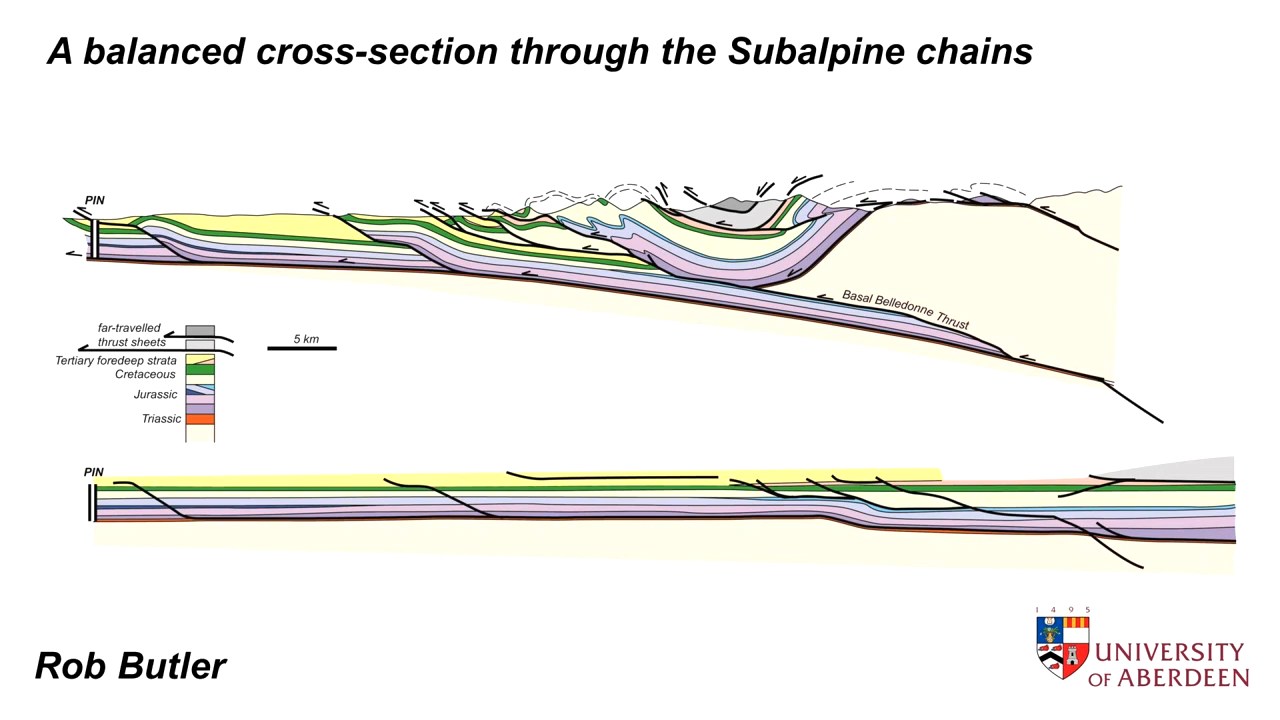 A balanced cross-section through the Subalpine chains
PIN
Basal Belledonne Thrust
far-travelled
thrust sheets
5 km
Tertiary foredeep strata
Cretaceous
Jurassic
Triassic
PIN
1 4 9 5
Rob Butler
UNIVERSITY
OF ABERDEEN